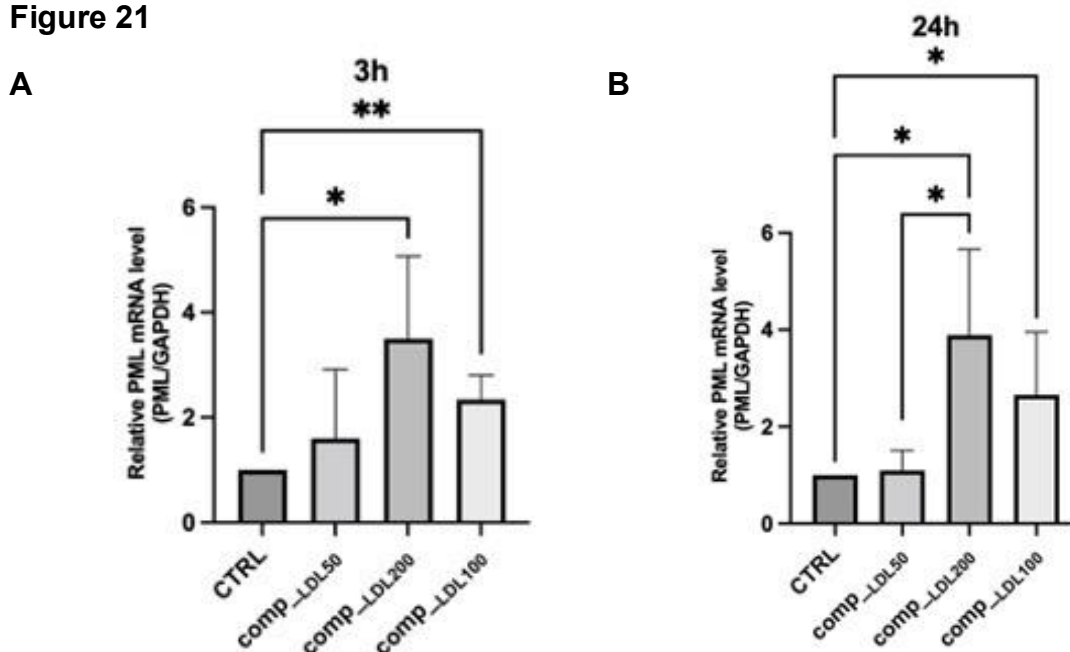 Figure 21
A
3h
**
*
6
4
2
0
Relative PML mRNA level
(PML/GAPDH)
CTRL
comp_LDL50
comp_LDL200
comp_LDL100
B
24h
*
*
*
6
4
2
0
Relative PML mRNA level
(PML/GAPDH)
CTRL
comp_LDL50
comp_LDL200
comp_LDL100